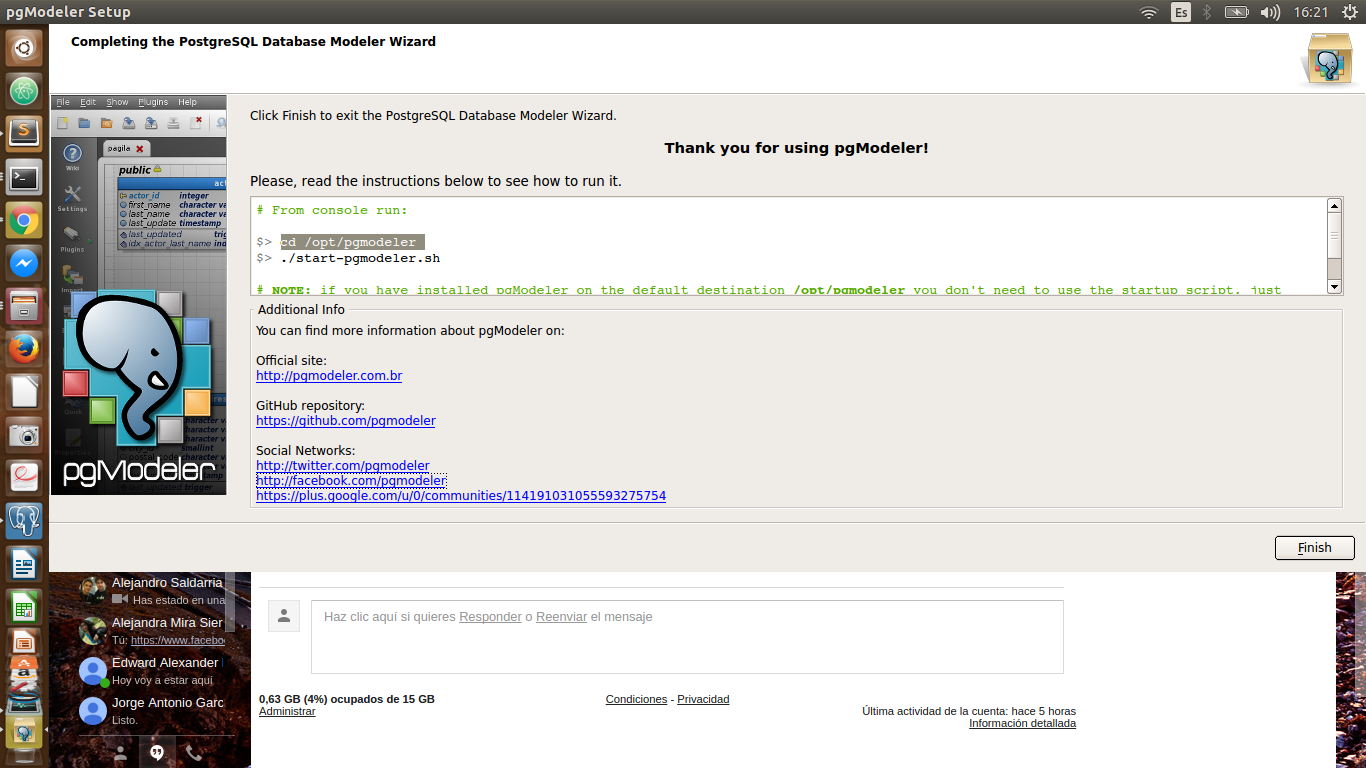 pgModeler Setup
Es
16:21
Completing the PostgreSQL Database Modeler Wizard
File Edit Show Plugins Help
pagila
Wiki
Settings
Plugins
public
actor_id integer
first_name character va
last_name character va
last_update timestamp
last_updated trig
idx_actor_last_name ind
pgModeler
Click Finish to exit the PostgreSQL Database Modeler Wizard.
Thank you for using pgModeler!
Please, read the instructions below to see how to run it.
# From console run:
$> cd /opt/pgmodeler
$> ./start-pgmodeler.sh
# NOTE: if you have installed pgModeler on the default destination /opt/pgmodeler you don't need to use the startup script, just
Additional Info
You can find more information about pgModeler on:
Official site:
http://pgmodeler.com.br
GitHub repository:
https://github.com/pgmodeler
Social Networks:
http://twitter.com/pgmodeler
http://facebook.com/pgmodeler
https://plus.google.com/u/0/communities/114191031055593275754
Finish
Alejandro Saldarria
Has estado en una
Alejandra Mira Sier
Tú: https://www.facebo
Edward Alexander
Hoy voy a estar aquí
Jorge Antonio Garc
Listo.
Haz clic aquí si quieres Responder o Reenviar el mensaje
0,63 GB (4%) ocupados de 15 GB
Administrar
Condiciones - Privacidad
Última actividad de la cuenta: hace 5 horas
Información detallada